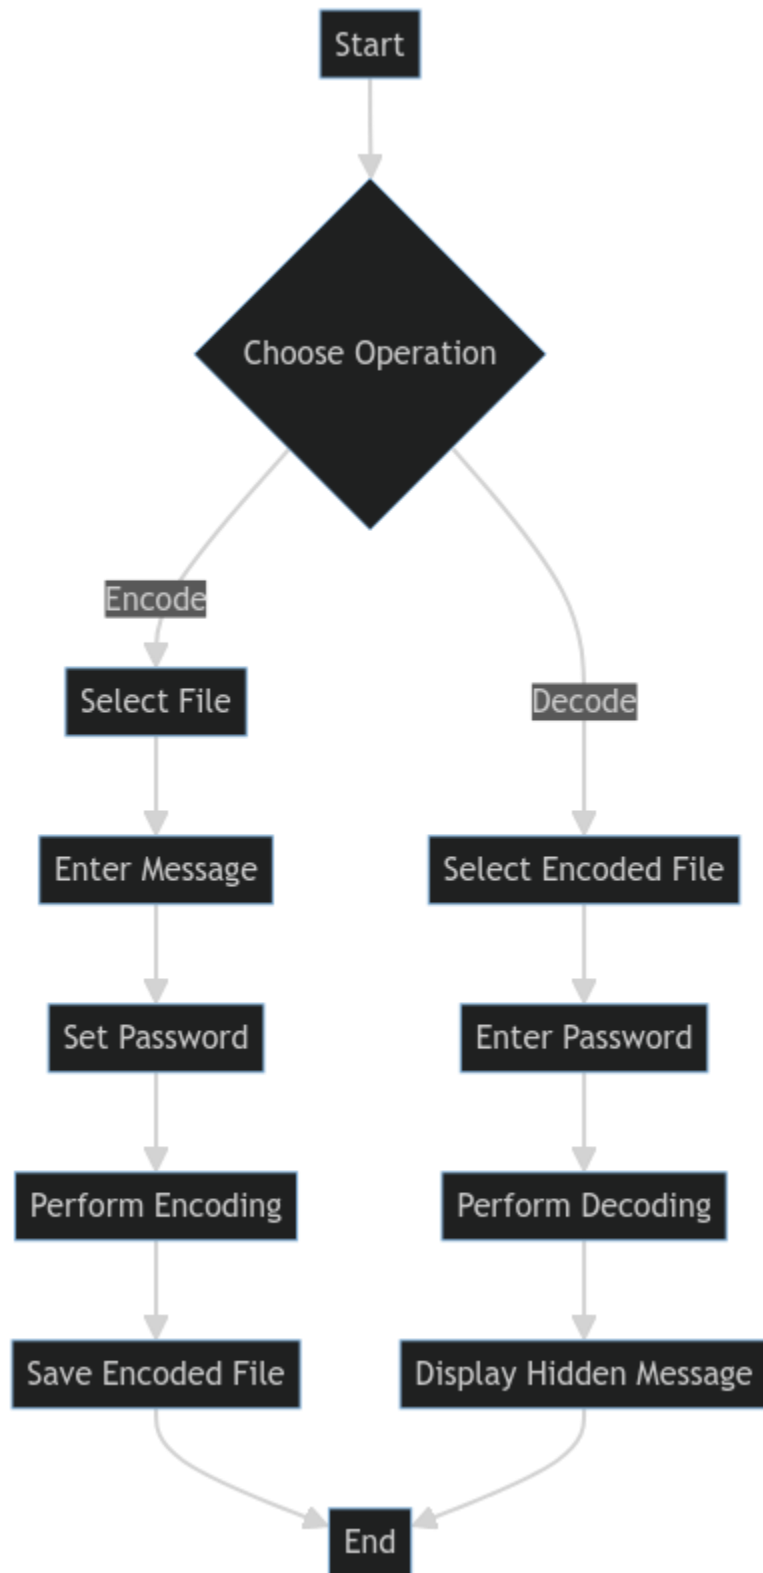 Start
Choose Operation
Encode
Select File
Decode
Enter Message
Select Encoded File
Set Password
Enter Password
Perform Encoding
Perform Decoding
Save Encoded File
Display Hidden Message
End